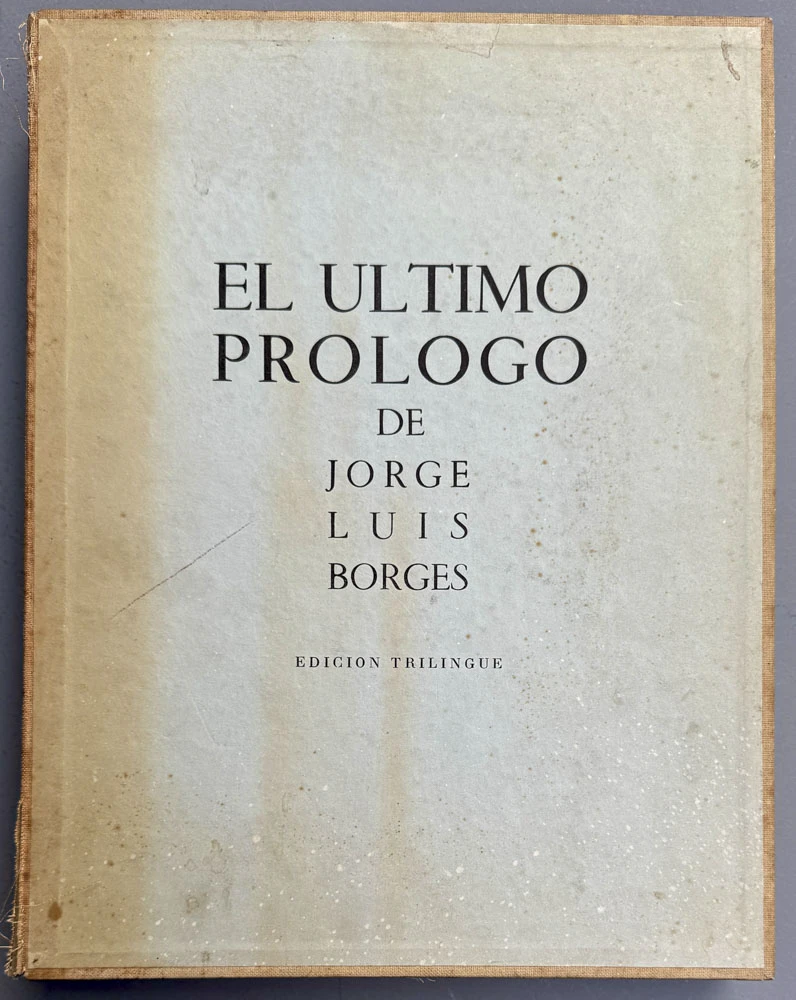 EL ULTIMO
PROLOGO
DE
JORGE
LUIS
BORGES
EDICION TRILINGUE